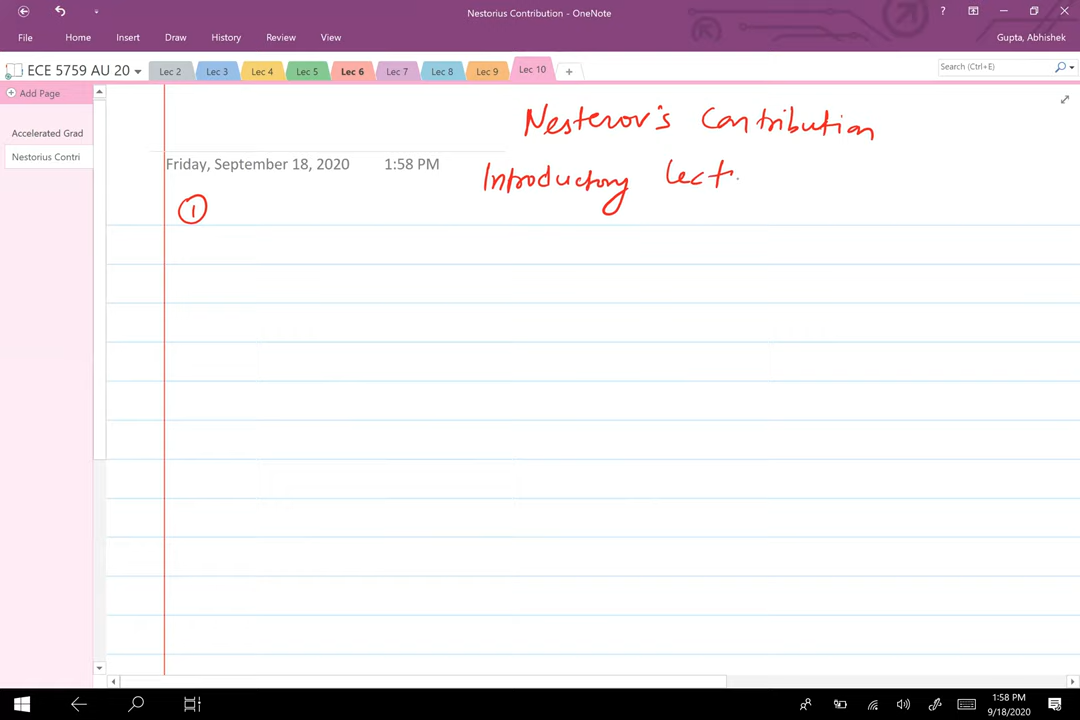 Nestorius Contribution - OneNote
? Gupta, Abhishek
File Home Insert Draw History Review View
ECE 5759 AU 20 Lec 2 Lec 3 Lec 4 Lec 5 Lec 6 Lec 7 Lec 8 Lec 9 Lec 10 + Search (Ctrl+E)
Add Page
Accelerated Grad
Nestorius Contri
Nesterov's Contribution
Friday, September 18, 2020 1:58 PM
Introductory Lect
1
1:58 PM
9/18/2020